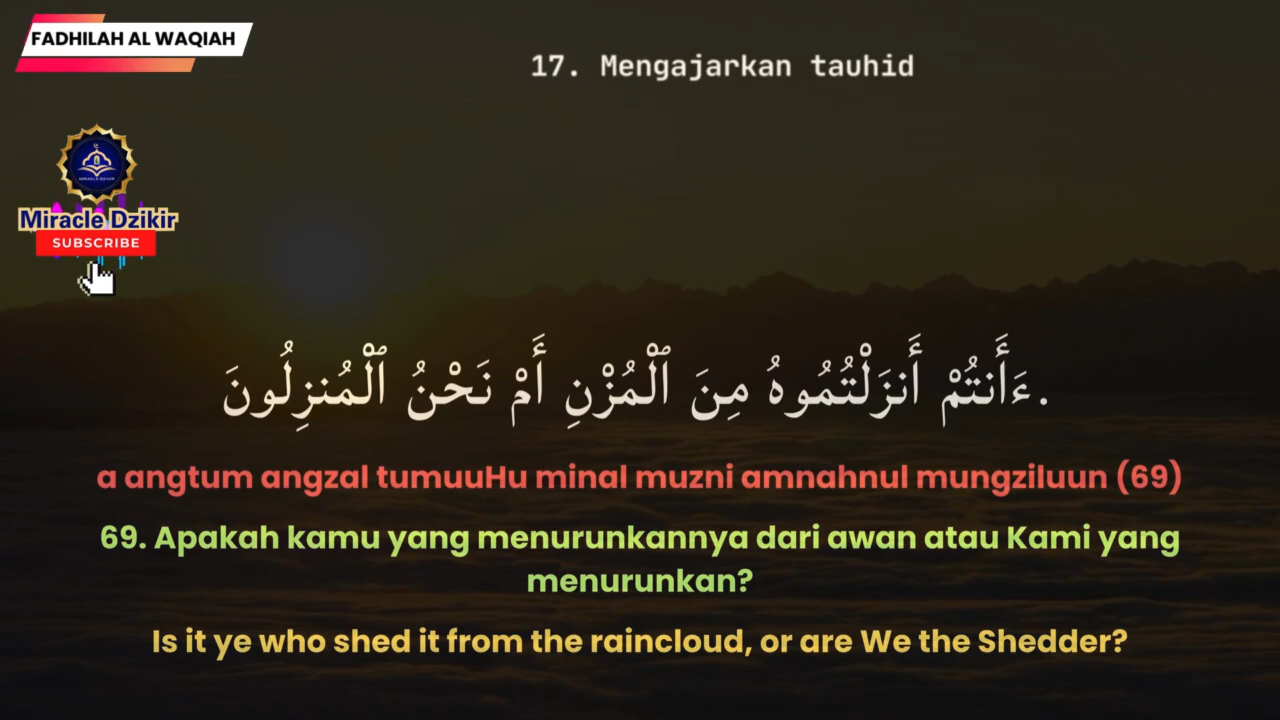 FADHILAH AL WAQIAH
17. Mengajarkan tauhid
MIRACLE DZIKIR
Miracle Dzikir
SUBSCRIBE
ءَأَنتُمْ أَنزَلْتُمُوهُ مِنَ ٱلْمُزْنِ أَمْ نَحْنُ ٱلْمُنزِلُونَ.
a angtum angzal tumuuHu minal muzni amnahnul mungziluun (69)
69. Apakah kamu yang menurunkannya dari awan atau Kami yang
menurunkan?
Is it ye who shed it from the raincloud, or are We the Shedder?